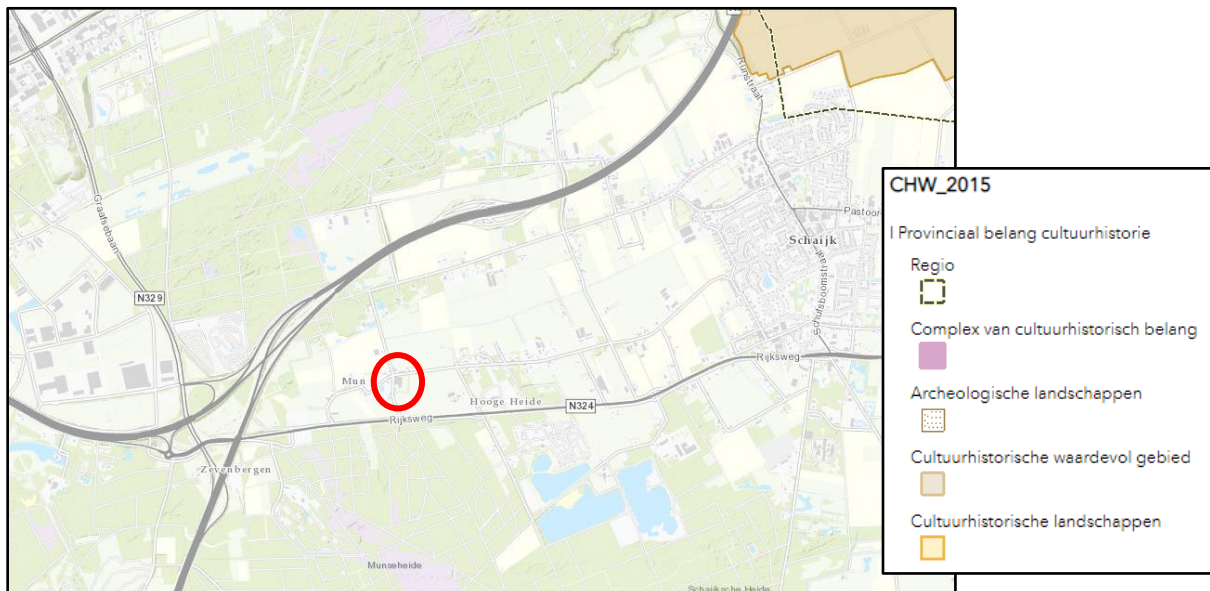 Runstraat
Graafsebaan
N329
Pastoor
Schaijk
Schutsboomstraat
Rijksweg
Mun
Hooge Heide
N324
Rijksweg
Zevenbergen
Munseheide
Schaijksche Heide
CHW_2015
I Provinciaal belang cultuurhistorie
Regio
Complex van cultuurhistorisch belang
Archeologische landschappen
Cultuurhistorische waardevol gebied
Cultuurhistorische landschappen